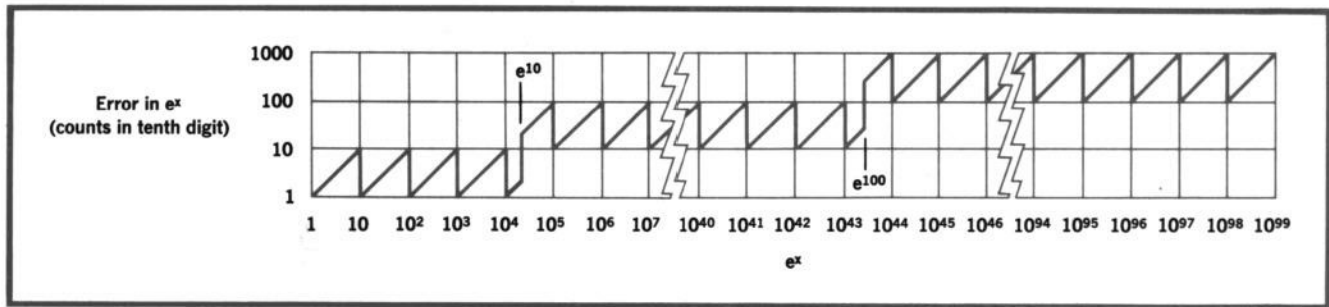 1000
100
10
1
Error in eˣ
(counts in tenth digit)
e¹⁰
e¹⁰⁰
1 10 10² 10³ 10⁴ 10⁵ 10⁶ 10⁷ 10⁴⁰ 10⁴¹ 10⁴² 10⁴³ 10⁴⁴ 10⁴⁵ 10⁴⁶ 10⁹⁴ 10⁹⁵ 10⁹⁶ 10⁹⁷ 10⁹⁸ 10⁹⁹
eˣ